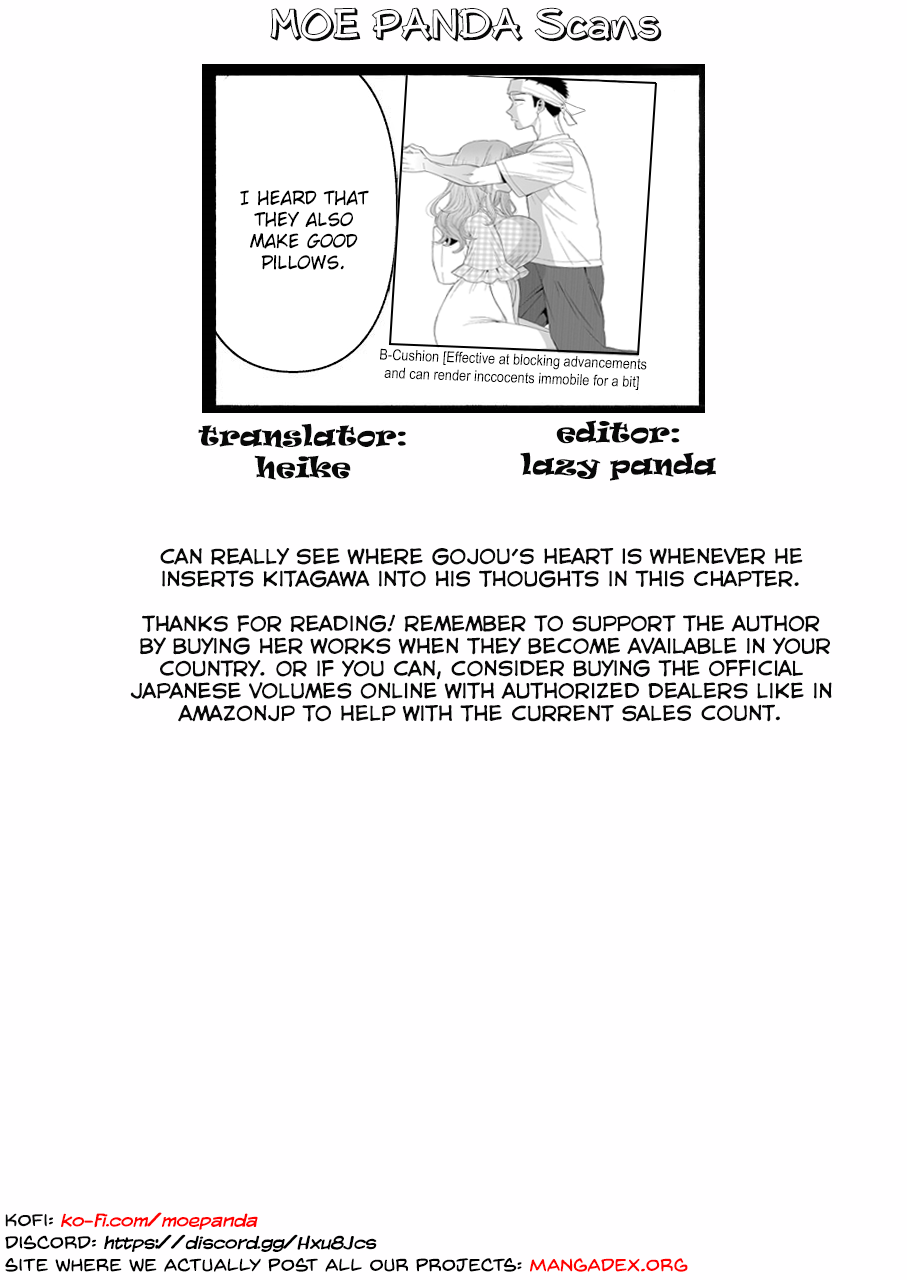 MOE PANDA Scans
I HEARD THAT
THEY ALSO
MAKE GOOD
PILLOWS.
B-Cushion [Effective at blocking advancements
and can render inccocents immobile for a bit]
translator:
heike
editor:
lazy panda
CAN REALLY SEE WHERE GOJOU'S HEART IS WHENEVER HE
INSERTS KITAGAWA INTO HIS THOUGHTS IN THIS CHAPTER.
THANKS FOR READING! REMEMBER TO SUPPORT THE AUTHOR
BY BUYING HER WORKS WHEN THEY BECOME AVAILABLE IN YOUR
COUNTRY. OR IF YOU CAN, CONSIDER BUYING THE OFFICIAL
JAPANESE VOLUMES ONLINE WITH AUTHORIZED DEALERS LIKE IN
AMAZONJP TO HELP WITH THE CURRENT SALES COUNT.
KOFI: ko-fi.com/moepanda
DISCORD: https://discord.gg/Hxu8Jcs
SITE WHERE WE ACTUALLY POST ALL OUR PROJECTS: MANGADEX.ORG